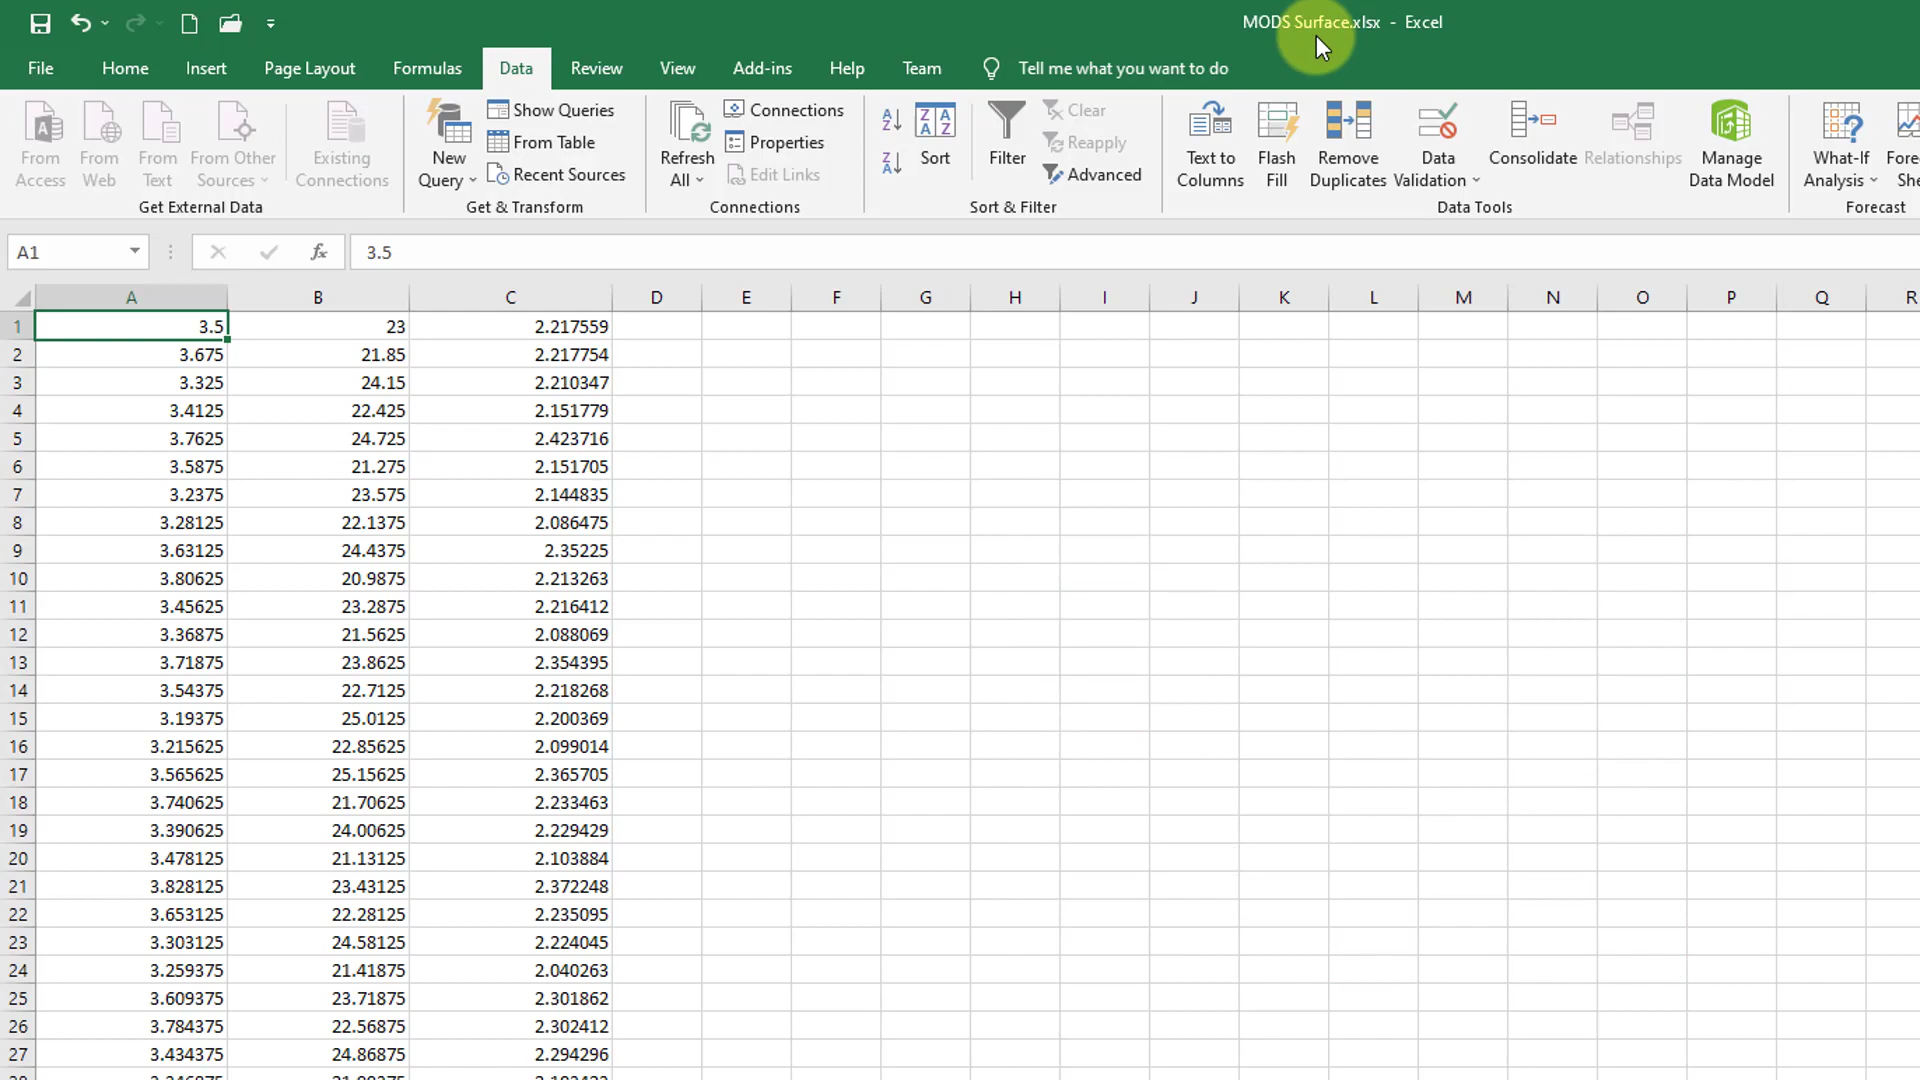 MODS Surface.xlsx - Excel
File Home Insert Page Layout Formulas Data Review View Add-ins Help Team Tell me what you want to do
From Access
From Web
From Text
From Other Sources
Existing Connections
Get External Data
New Query
Show Queries
From Table
Recent Sources
Get & Transform
Refresh All
Connections
Properties
Edit Links
Connections
A Z
Z A
Z A A Z
Sort
Filter
Clear
Reapply
Advanced
Sort & Filter
Text to Columns
Flash Fill
Remove Duplicates
Data Validation
Consolidate
Relationships
Manage Data Model
Data Tools
What-If Analysis
Fore
She
Forecast
A1 fx 3.5
A B C D E F G H I J K L M N O P Q R
1 3.5 23 2.217559
2 3.675 21.85 2.217754
3 3.325 24.15 2.210347
4 3.4125 22.425 2.151779
5 3.7625 24.725 2.423716
6 3.5875 21.275 2.151705
7 3.2375 23.575 2.144835
8 3.28125 22.1375 2.086475
9 3.63125 24.4375 2.35225
10 3.80625 20.9875 2.213263
11 3.45625 23.2875 2.216412
12 3.36875 21.5625 2.088069
13 3.71875 23.8625 2.354395
14 3.54375 22.7125 2.218268
15 3.19375 25.0125 2.200369
16 3.215625 22.85625 2.099014
17 3.565625 25.15625 2.365705
18 3.740625 21.70625 2.233463
19 3.390625 24.00625 2.229429
20 3.478125 21.13125 2.103884
21 3.828125 23.43125 2.372248
22 3.653125 22.28125 2.235095
23 3.303125 24.58125 2.224045
24 3.259375 21.41875 2.040263
25 3.609375 23.71875 2.301862
26 3.784375 22.56875 2.302412
27 3.434375 24.86875 2.294296